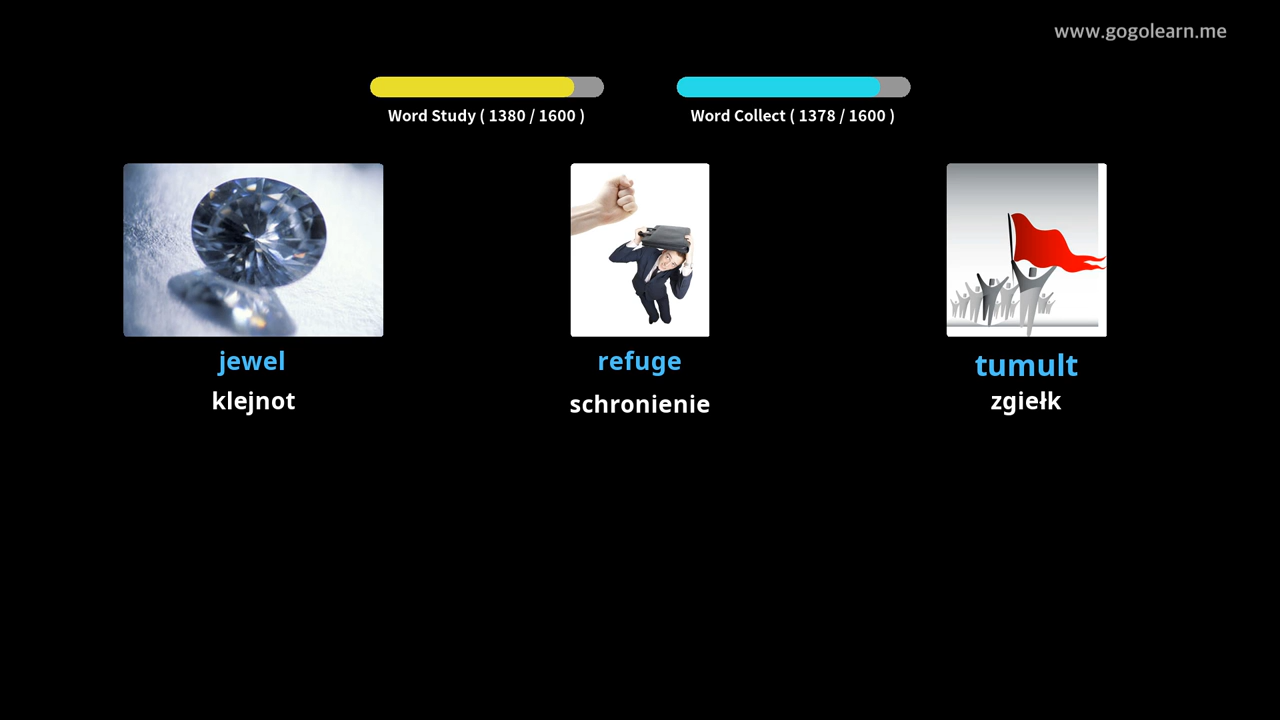 www.gogolearn.me
Word Study ( 1380 / 1600 )
Word Collect ( 1378 / 1600 )
jewel
refuge
tumult
klejnot
schronienie
zgiełk